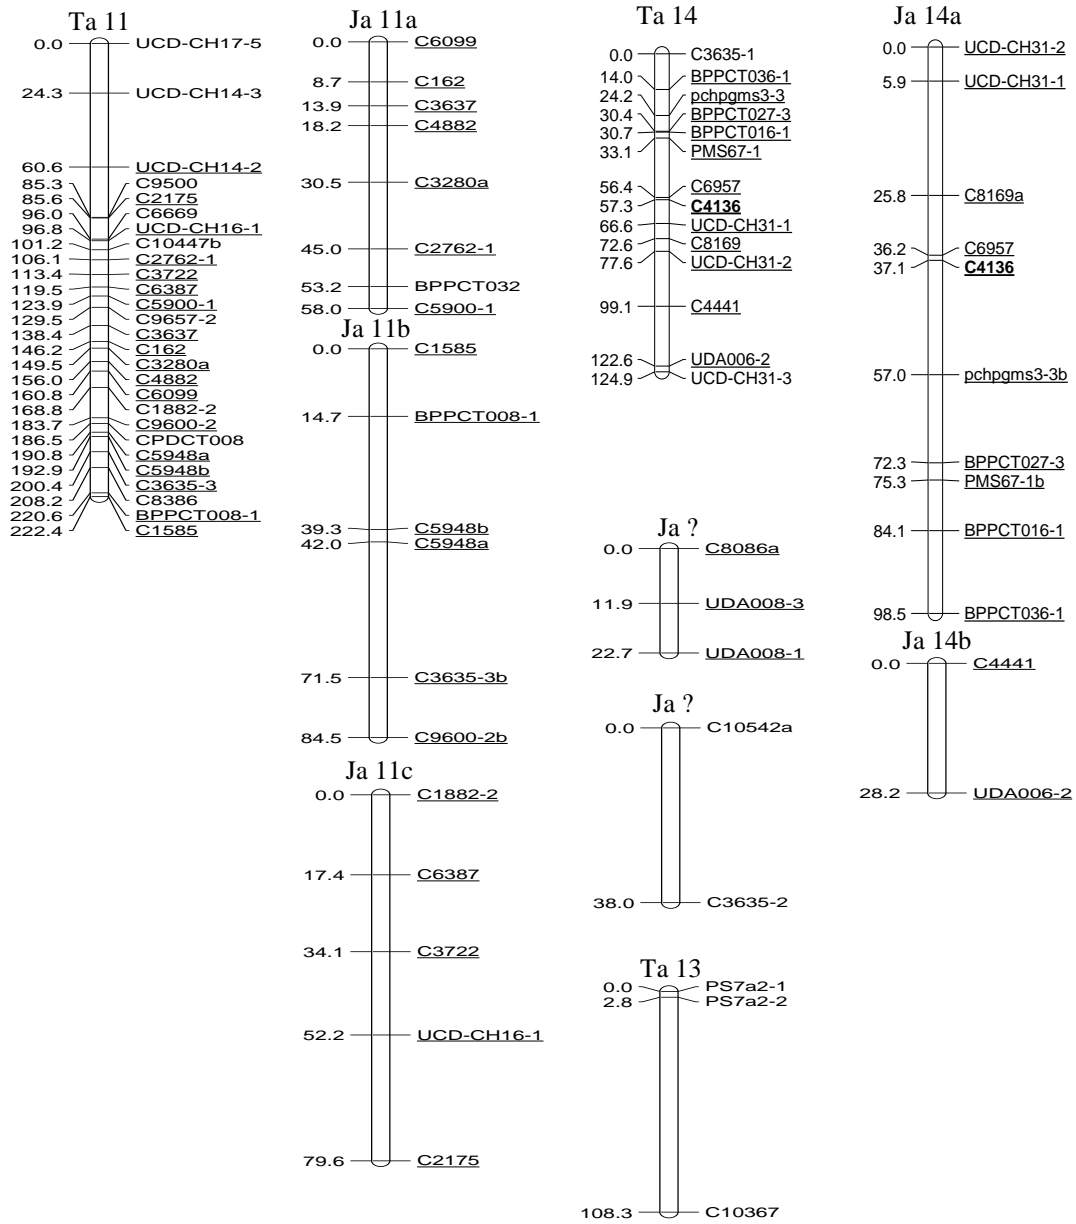 Ta 11
0.0 UCD-CH17-5
24.3 UCD-CH14-3
60.6 UCD-CH14-2
85.3 C9500
85.6 C2175
96.0 C6669
96.8 UCD-CH16-1
101.2 C10447b
106.1 C2762-1
113.4 C3722
119.5 C6387
123.9 C5900-1
129.5 C9657-2
138.4 C3637
146.2 C162
149.5 C3280a
156.0 C4882
160.8 C6099
168.8 C1882-2
183.7 C9600-2
186.5 CPDCT008
190.8 C5948a
192.9 C5948b
200.4 C3635-3
208.2 C8386
220.6 BPPCT008-1
222.4 C1585
Ja 11a
0.0 C6099
8.7 C162
13.9 C3637
18.2 C4882
30.5 C3280a
45.0 C2762-1
53.2 BPPCT032
58.0 C5900-1
Ja 11b
0.0 C1585
14.7 BPPCT008-1
39.3 C5948b
42.0 C5948a
71.5 C3635-3b
84.5 C9600-2b
Ja 11c
0.0 C1882-2
17.4 C6387
34.1 C3722
52.2 UCD-CH16-1
79.6 C2175
Ta 14
0.0 C3635-1
14.0 BPPCT036-1
24.2 pchpgms3-3
30.4 BPPCT027-3
30.7 BPPCT016-1
33.1 PMS67-1
56.4 C6957
57.3 C4136
66.6 UCD-CH31-1
72.6 C8169
77.6 UCD-CH31-2
99.1 C4441
122.6 UDA006-2
124.9 UCD-CH31-3
Ja ?
0.0 C8086a
11.9 UDA008-3
22.7 UDA008-1
Ja ?
0.0 C10542a
38.0 C3635-2
Ta 13
0.0 PS7a2-1
2.8 PS7a2-2
108.3 C10367
Ja 14a
0.0 UCD-CH31-2
5.9 UCD-CH31-1
25.8 C8169a
36.2 C6957
37.1 C4136
57.0 pchpgms3-3b
72.3 BPPCT027-3
75.3 PMS67-1b
84.1 BPPCT016-1
98.5 BPPCT036-1
Ja 14b
0.0 C4441
28.2 UDA006-2